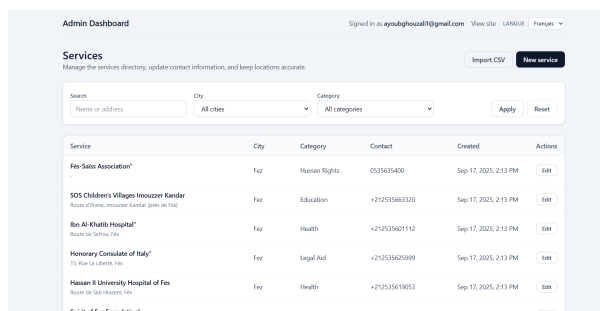 Admin Dashboard
Signed in as ayoubghouzali1@gmail.com View site LANGUE Français
Services
Manage the services directory, update contact information, and keep locations accurate.
Import CSV New service
Search City Category
Name or address All cities All categories Apply Reset
Service City Category Contact Created Actions
Fès-Saïss Association" Fez Human Rights 0535635400 Sep 17, 2025, 2:13 PM Edit
-
SOS Children's Villages Imouzzer Kandar Fez Education +212535663320 Sep 17, 2025, 2:13 PM Edit
Route d'Ifrane, Imouzzer Kandar (près de Fès)
Ibn Al-Khatib Hospital" Fez Health +212535601112 Sep 17, 2025, 2:13 PM Edit
Route de Sefrou, Fès
Honorary Consulate of Italy" Fez Legal Aid +212535625999 Sep 17, 2025, 2:13 PM Edit
15, Rue La Liberté, Fès
Hassan II University Hospital of Fes Fez Health +212535619053 Sep 17, 2025, 2:13 PM Edit
Route de Sidi Hrazem, Fès